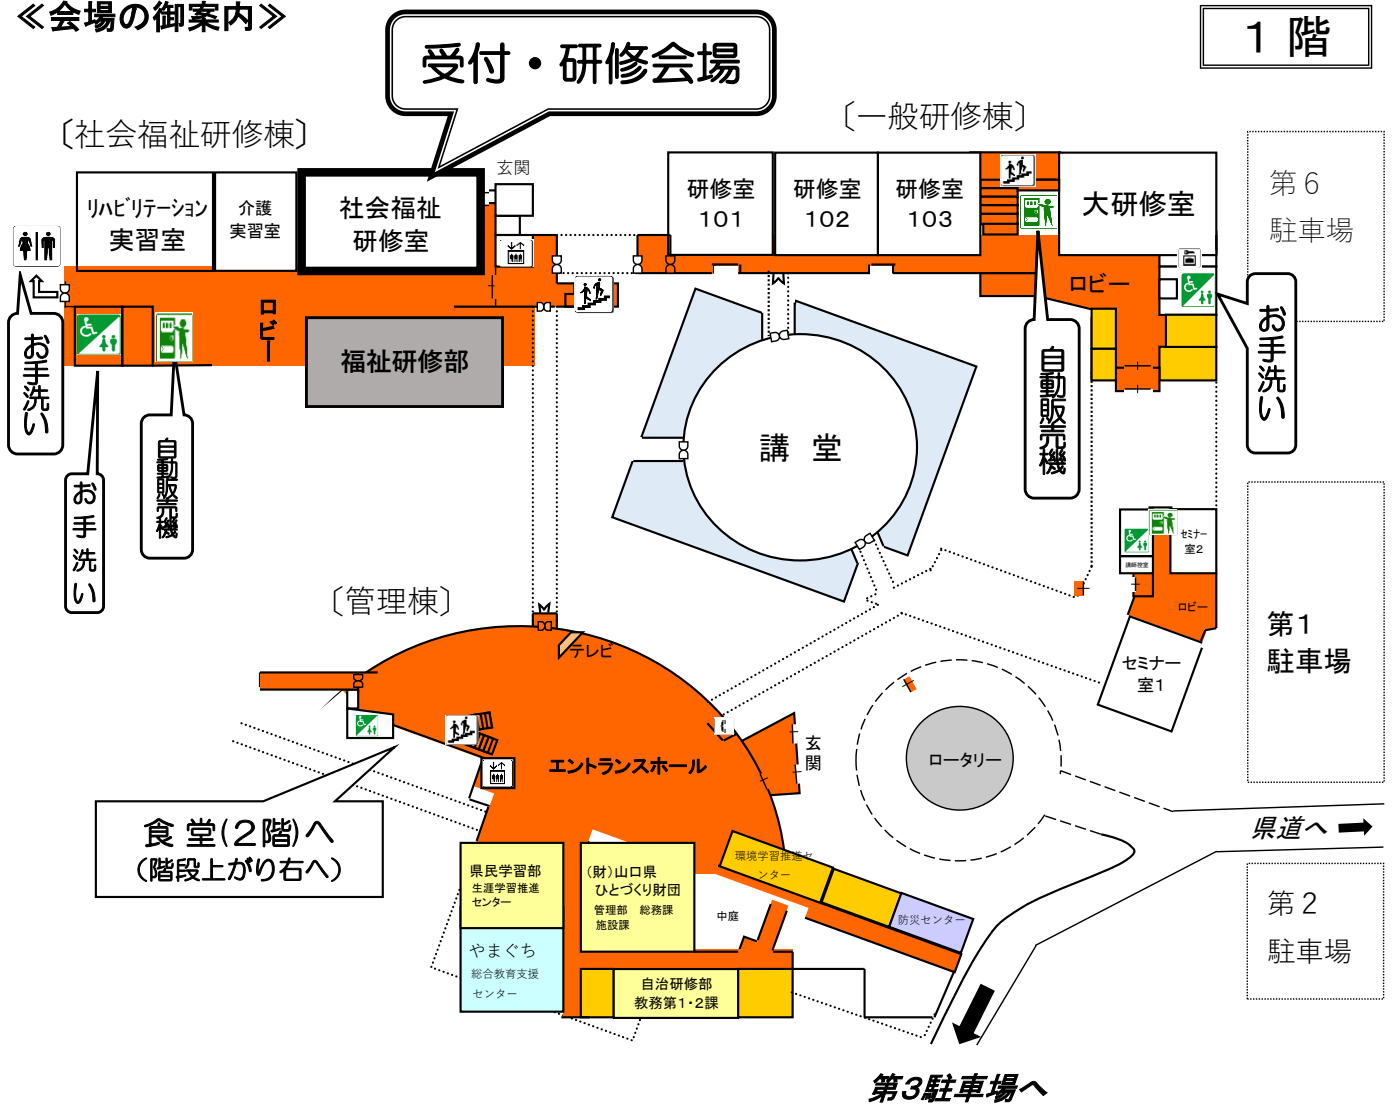 ≪会場の御案内≫
1 階
受付・研修会場
〔社会福祉研修棟〕
〔一般研修棟〕
玄関
リハビリテーション
実習室
介護
実習室
社会福祉
研修室
研修室
101
研修室
102
研修室
103
大研修室
第6
駐車場
ロビー
ロビー
福祉研修部
お手洗い
お手洗い
自動販売機
自動販売機
お手洗い
講 堂
セミナー
室2
講師控室
ロビー
セミナー
室1
第1
駐車場
〔管理棟〕
テレビ
エントランスホール
玄関
ロータリー
食 堂(2階)へ
(階段上がり右へ)
県道へ
県民学習部
生涯学習推進
センター
(財)山口県
ひとづくり財団
管理部 総務課
施設課
環境学習推進セ
ンター
防災センター
中庭
やまぐち
総合教育支援
センター
自治研修部
教務第1・2課
第2
駐車場
第3駐車場へ